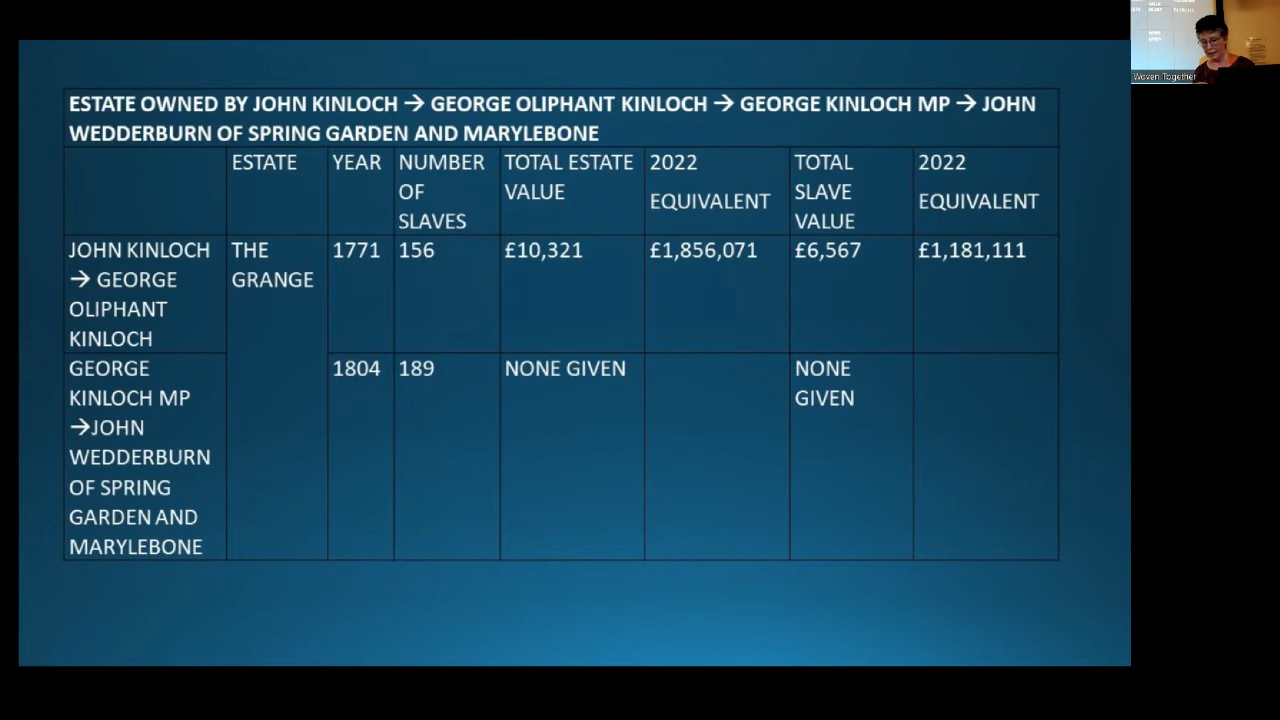 ESTATE OWNED BY JOHN KINLOCH → GEORGE OLIPHANT KINLOCH → GEORGE KINLOCH MP → JOHN
WEDDERBURN OF SPRING GARDEN AND MARYLEBONE
ESTATE YEAR NUMBER OF SLAVES TOTAL ESTATE VALUE 2022 EQUIVALENT TOTAL SLAVE VALUE 2022 EQUIVALENT
JOHN KINLOCH → GEORGE OLIPHANT KINLOCH THE GRANGE 1771 156 £10,321 £1,856,071 £6,567 £1,181,111
GEORGE KINLOCH MP →JOHN WEDDERBURN OF SPRING GARDEN AND MARYLEBONE 1804 189 NONE GIVEN NONE GIVEN
Woven Together